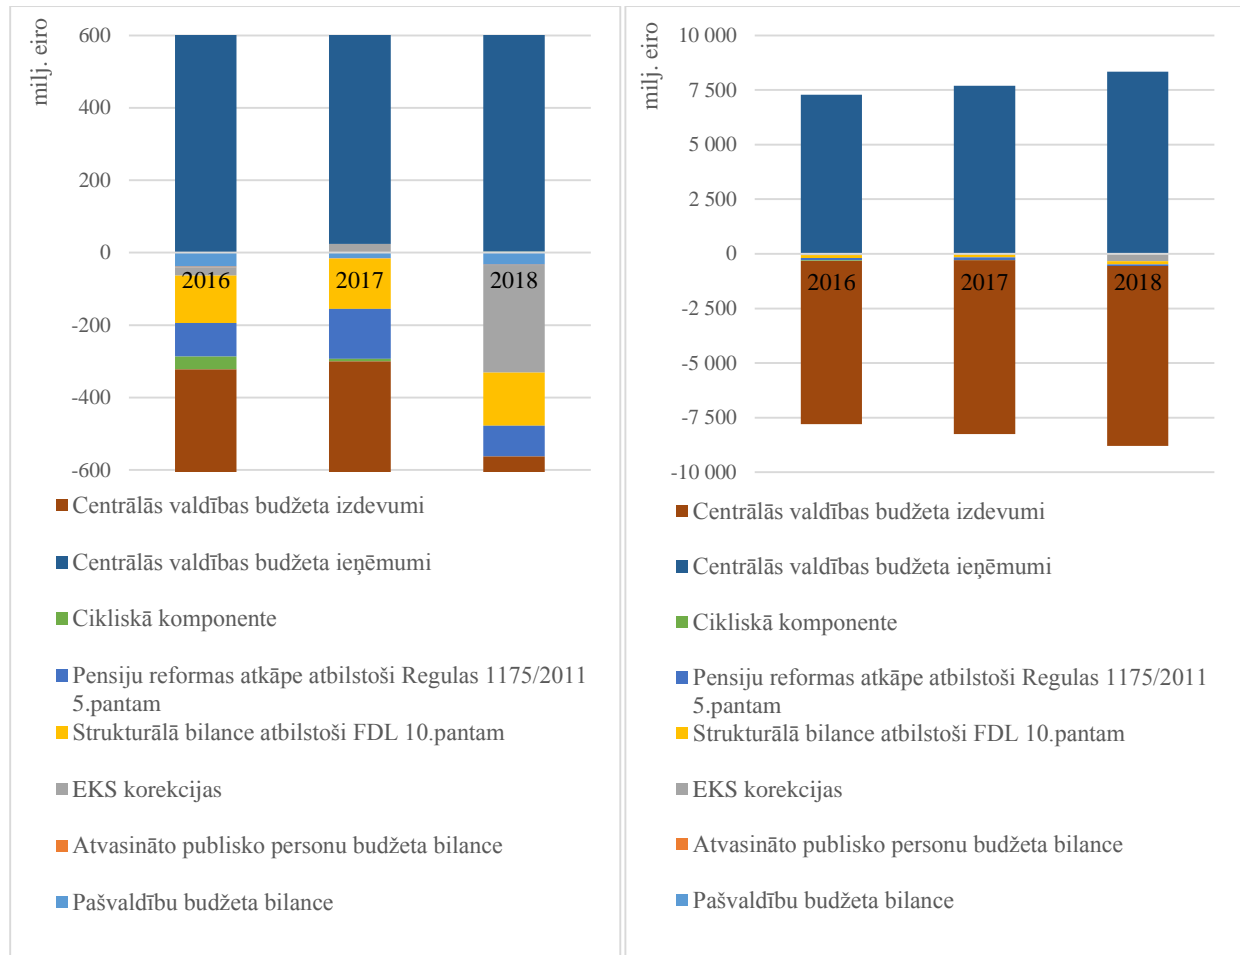 milj. eiro
600
400
200
0
-200
-400
-600
2016
2017
2018
Centrālās valdības budžeta izdevumi
Centrālās valdības budžeta ieņēmumi
Cikliskā komponente
Pensiju reformas atkāpe atbilstoši Regulas 1175/2011
5.pantam
Strukturālā bilance atbilstoši FDL 10.pantam
EKS korekcijas
Atvasināto publisko personu budžeta bilance
Pašvaldību budžeta bilance
milj. eiro
10 000
7 500
5 000
2 500
0
-2 500
-5 000
-7 500
-10 000
2016
2017
2018
Centrālās valdības budžeta izdevumi
Centrālās valdības budžeta ieņēmumi
Cikliskā komponente
Pensiju reformas atkāpe atbilstoši Regulas 1175/2011
5.pantam
Strukturālā bilance atbilstoši FDL 10.pantam
EKS korekcijas
Atvasināto publisko personu budžeta bilance
Pašvaldību budžeta bilance